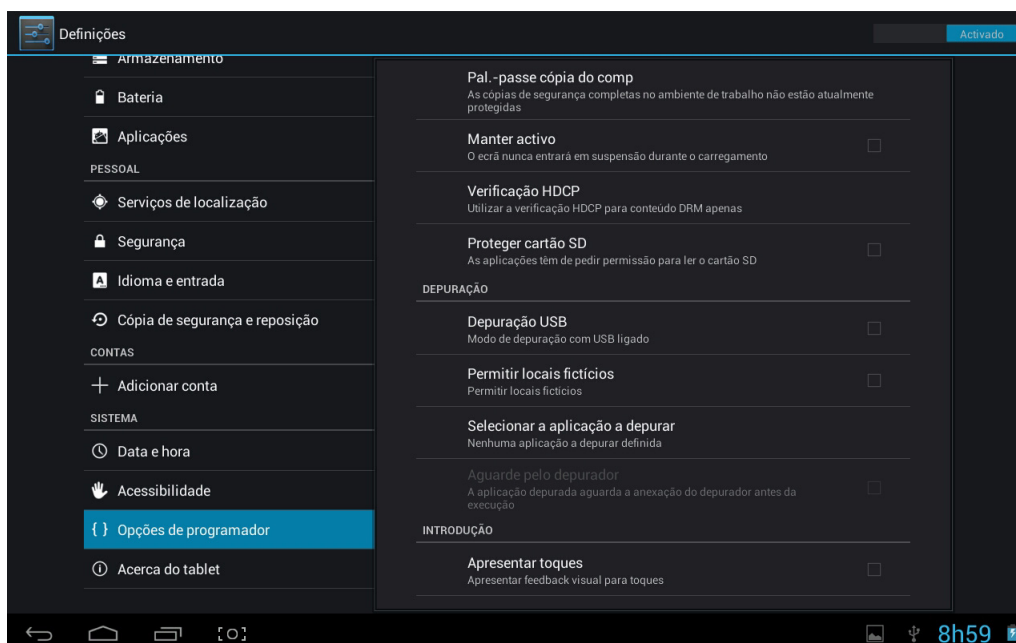 Definições
Activado
Armazenamento
Bateria
Aplicações
PESSOAL
Serviços de localização
Segurança
Idioma e entrada
Cópia de segurança e reposição
CONTAS
Adicionar conta
SISTEMA
Data e hora
Acessibilidade
Opções de programador
Acerca do tablet
Pal.-passe cópia do comp
As cópias de segurança completas no ambiente de trabalho não estão atualmente
protegidas
Manter activo
O ecrã nunca entrará em suspensão durante o carregamento
Verificação HDCP
Utilizar a verificação HDCP para conteúdo DRM apenas
Proteger cartão SD
As aplicações têm de pedir permissão para ler o cartão SD
DEPURAÇÃO
Depuração USB
Modo de depuração com USB ligado
Permitir locais fictícios
Permitir locais fictícios
Selecionar a aplicação a depurar
Nenhuma aplicação a depurar definida
Aguarde pelo depurador
A aplicação depurada aguarda a anexação do depurador antes da
execução
INTRODUÇÃO
Apresentar toques
Apresentar feedback visual para toques
8h59